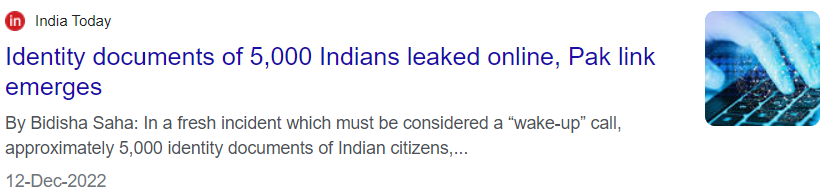 in India Today
Identity documents of 5,000 Indians leaked online, Pak link
emerges
By Bidisha Saha: In a fresh incident which must be considered a “wake-up” call,
approximately 5,000 identity documents of Indian citizens,...
12-Dec-2022